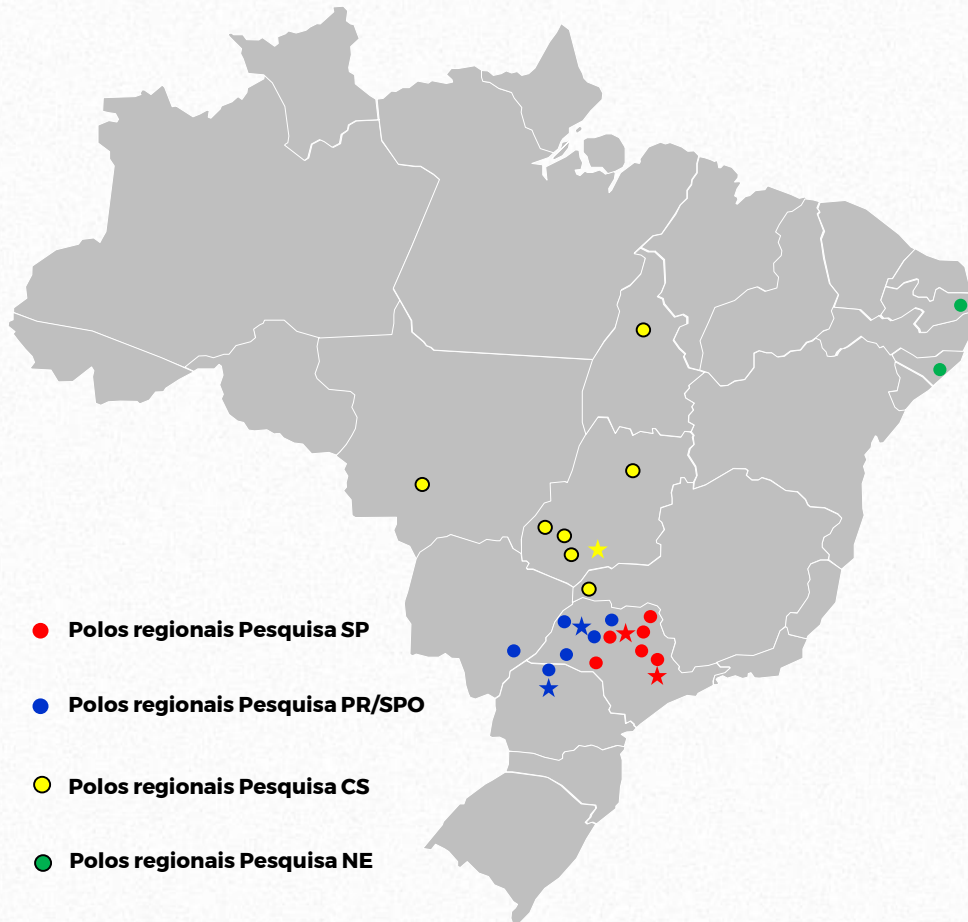 Polos regionais Pesquisa SP
Polos regionais Pesquisa PR/SPO
Polos regionais Pesquisa CS
Polos regionais Pesquisa NE